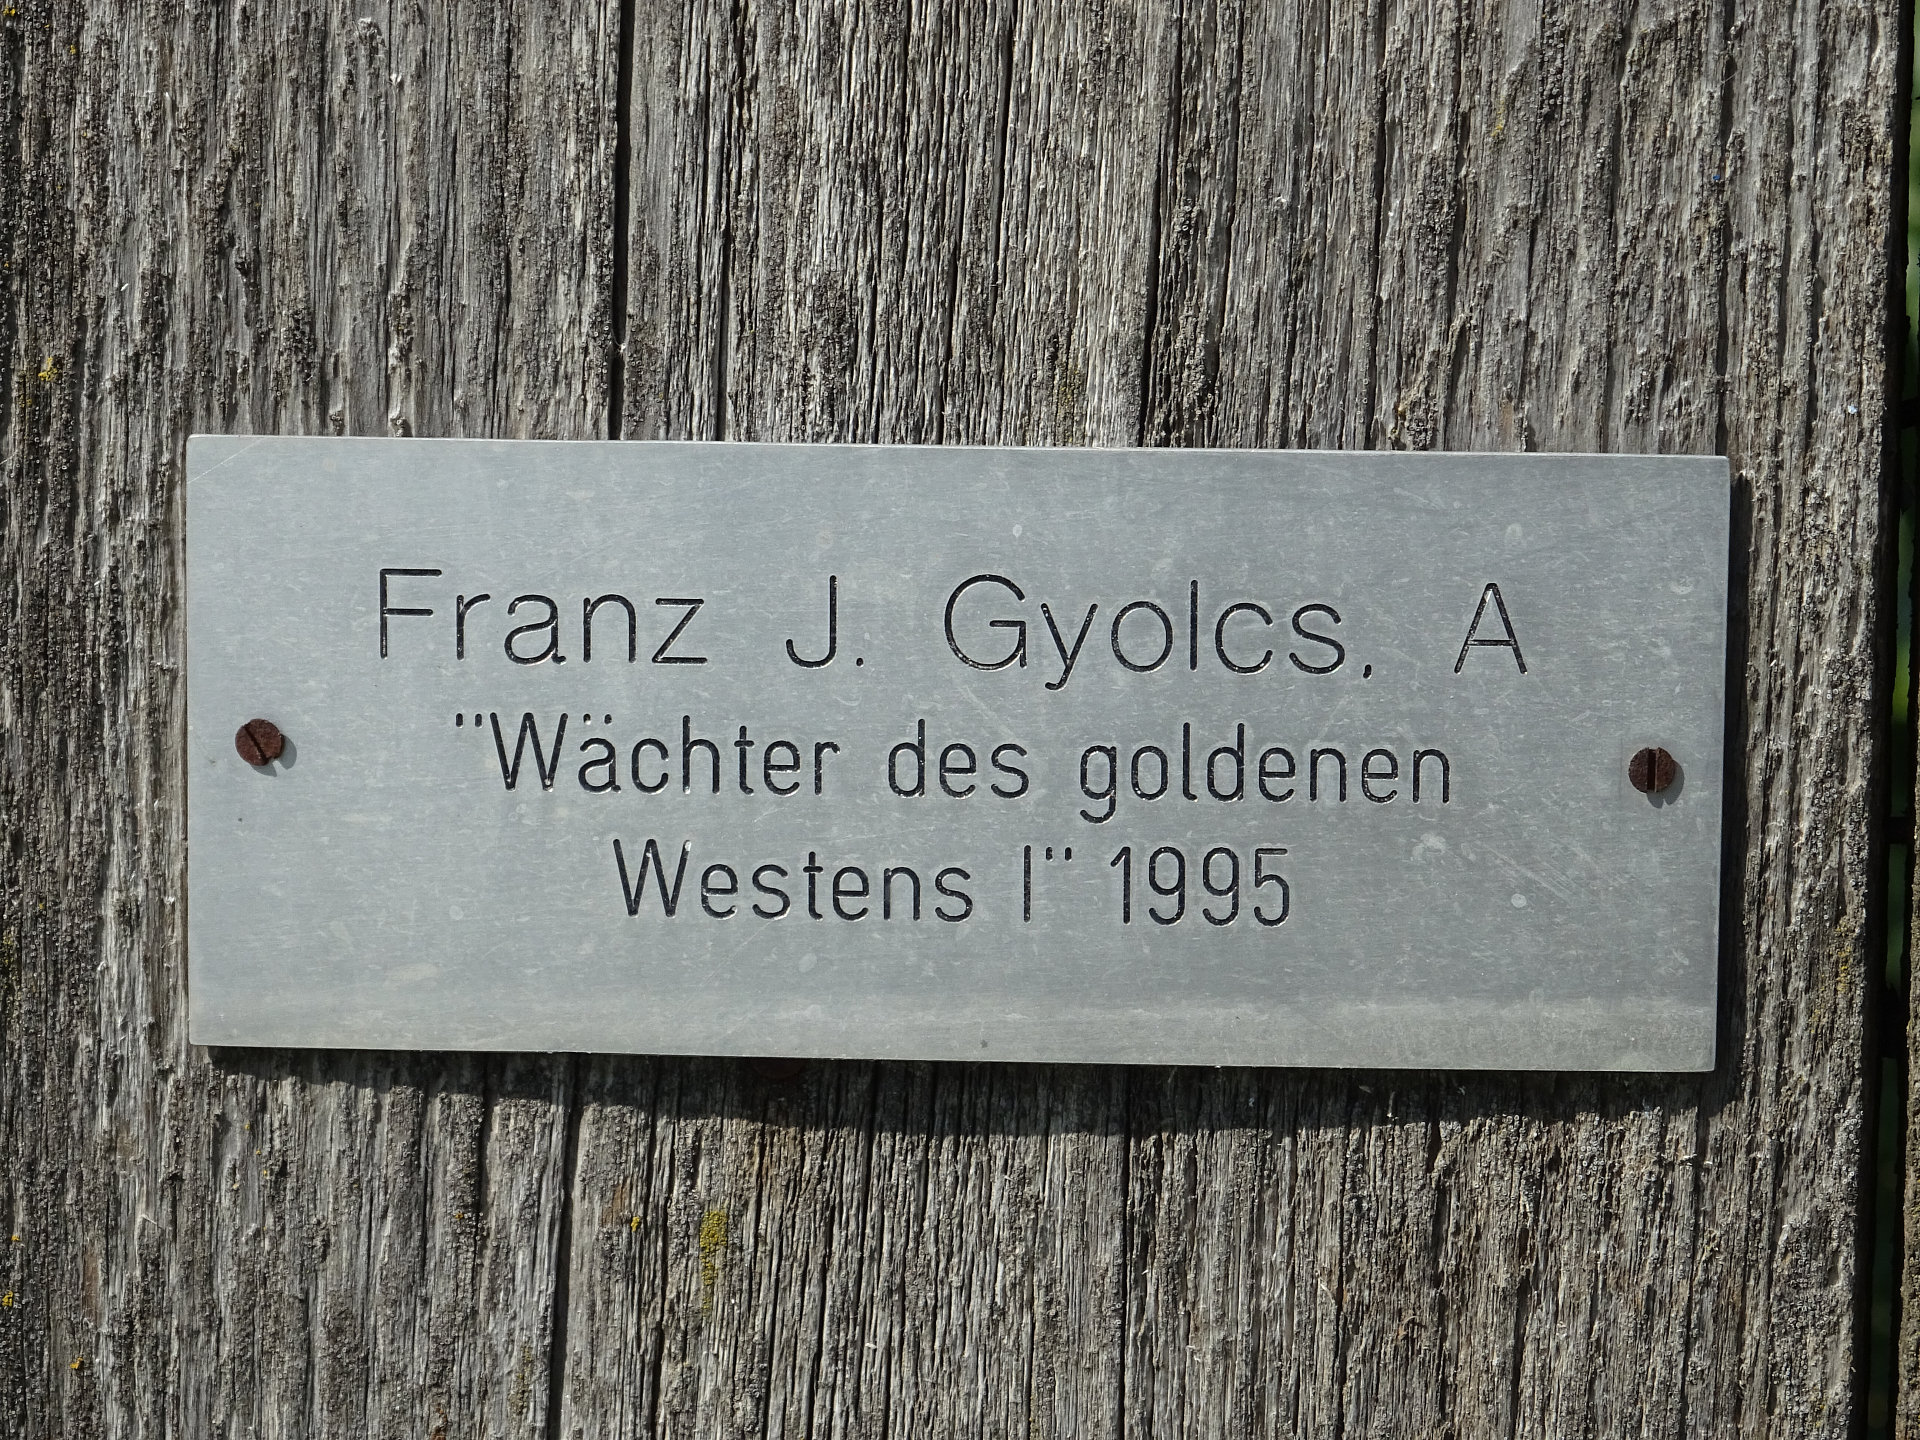 Franz J. Gyolcs, A
"Wächter des goldenen
Westens I" 1995